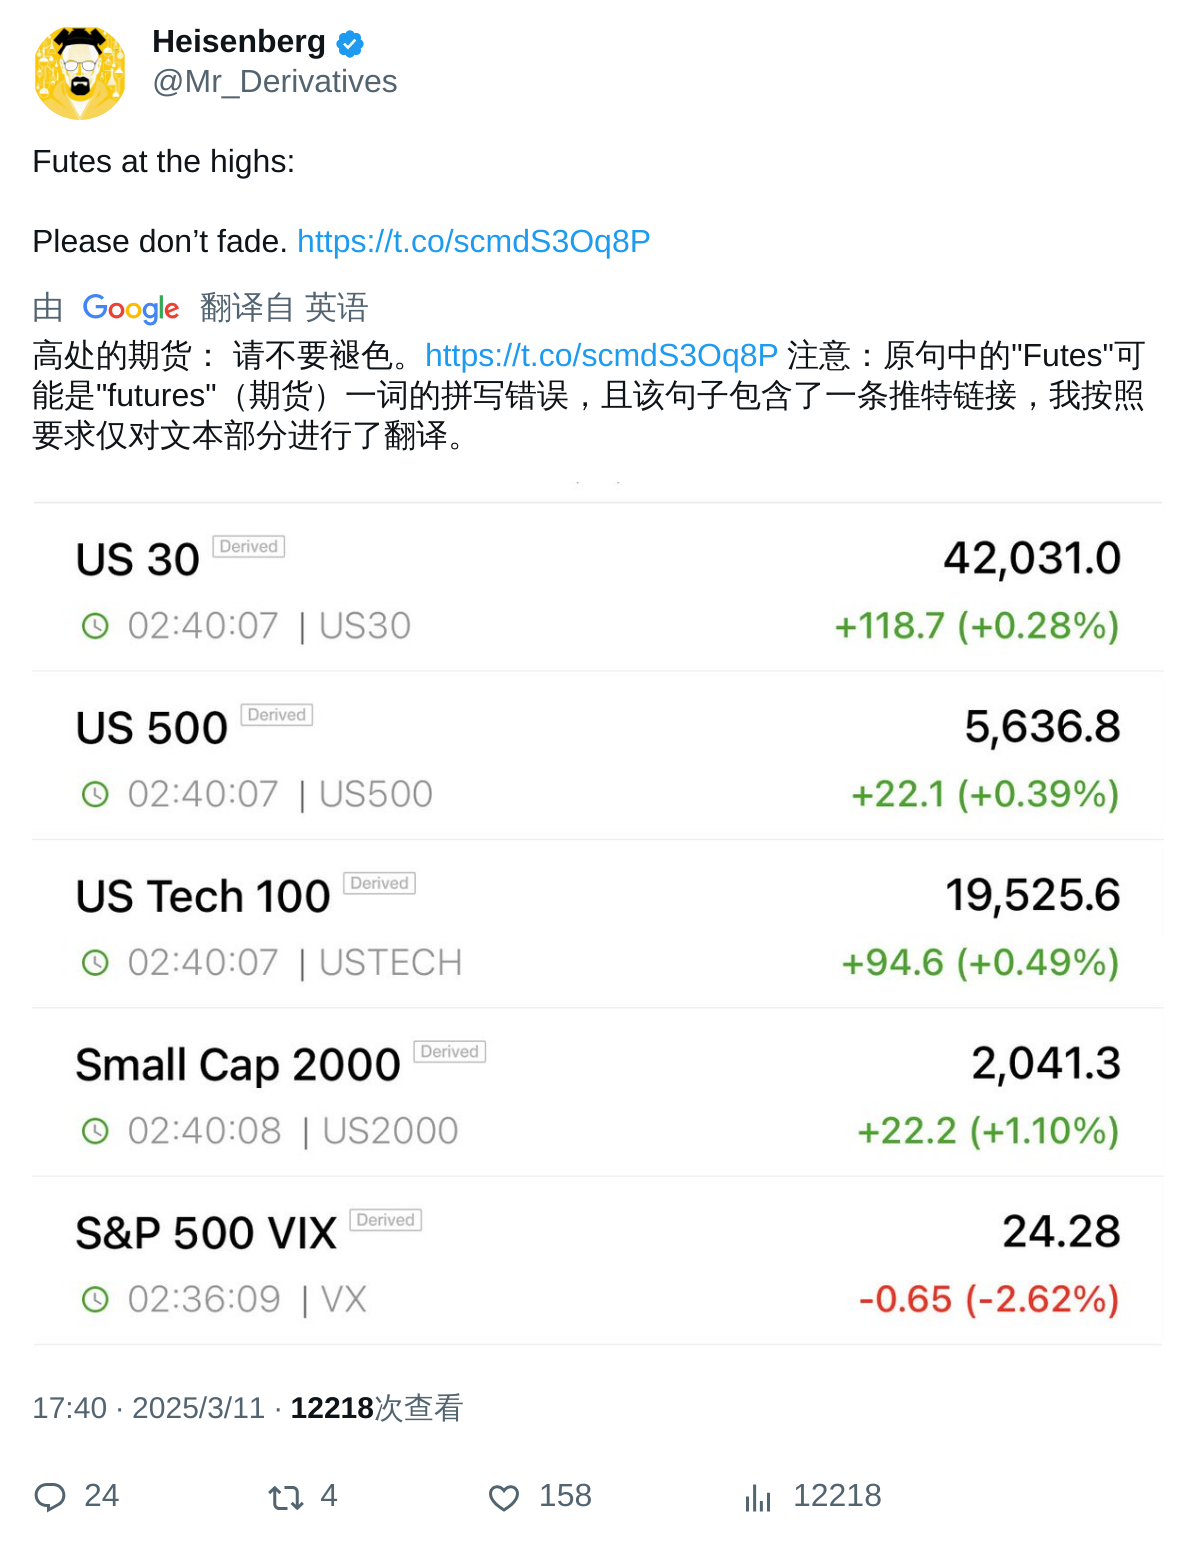 Heisenberg
@Mr_Derivatives
Futes at the highs:
Please don’t fade. https://t.co/scmdS3Oq8P
由 Google 翻译自 英语
高处的期货： 请不要褪色。https://t.co/scmdS3Oq8P 注意：原句中的"Futes"可
能是"futures"（期货）一词的拼写错误，且该句子包含了一条推特链接，我按照
要求仅对文本部分进行了翻译。
US 30 Derived 42,031.0
02:40:07 | US30 +118.7 (+0.28%)
US 500 Derived 5,636.8
02:40:07 | US500 +22.1 (+0.39%)
US Tech 100 Derived 19,525.6
02:40:07 | USTECH +94.6 (+0.49%)
Small Cap 2000 Derived 2,041.3
02:40:08 | US2000 +22.2 (+1.10%)
S&P 500 VIX Derived 24.28
02:36:09 | VX -0.65 (-2.62%)
17:40 · 2025/3/11 · 12218次查看
24 4 158 12218